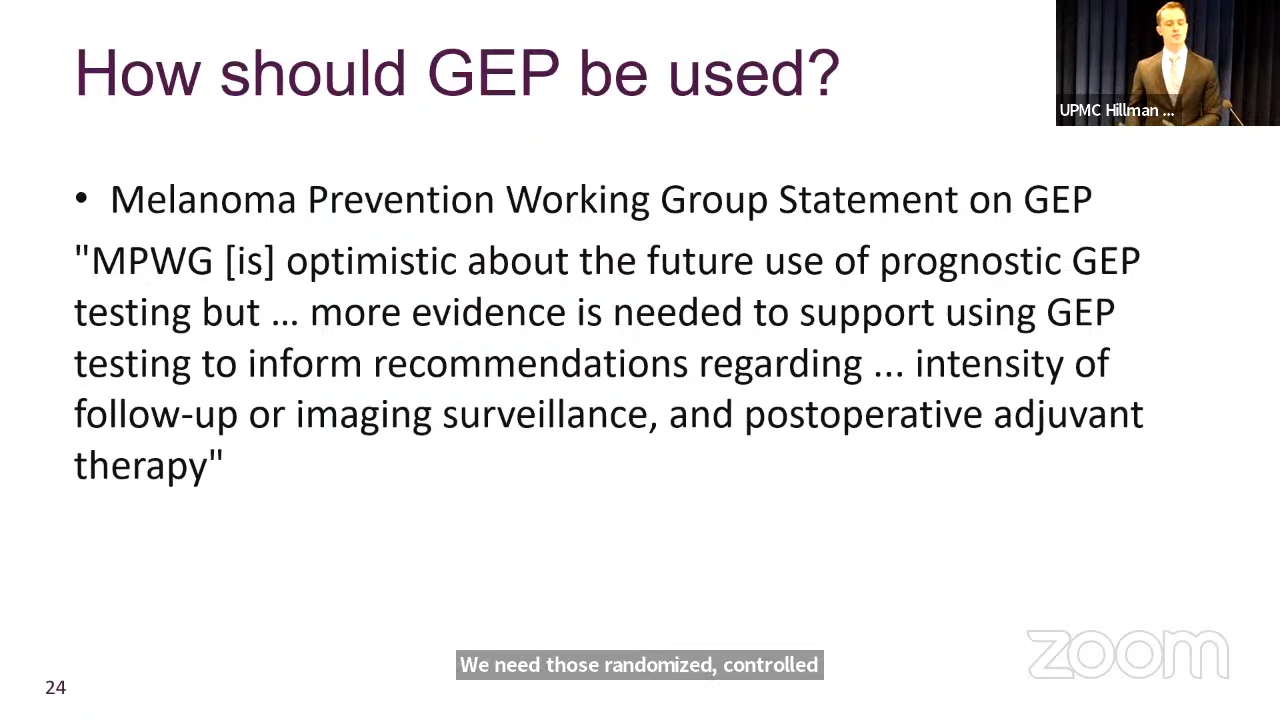 How should GEP be used?
UPMC Hillman ...
• Melanoma Prevention Working Group Statement on GEP
"MPWG [is] optimistic about the future use of prognostic GEP
testing but ... more evidence is needed to support using GEP
testing to inform recommendations regarding ... intensity of
follow-up or imaging surveillance, and postoperative adjuvant
therapy"
We need those randomized, controlled
zoom
24